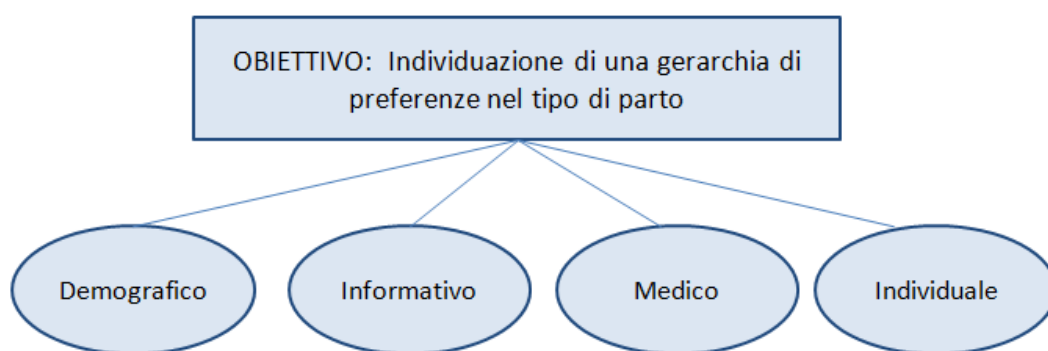 OBIETTIVO: Individuazione di una gerarchia di
preferenze nel tipo di parto
Demografico
Informativo
Medico
Individuale